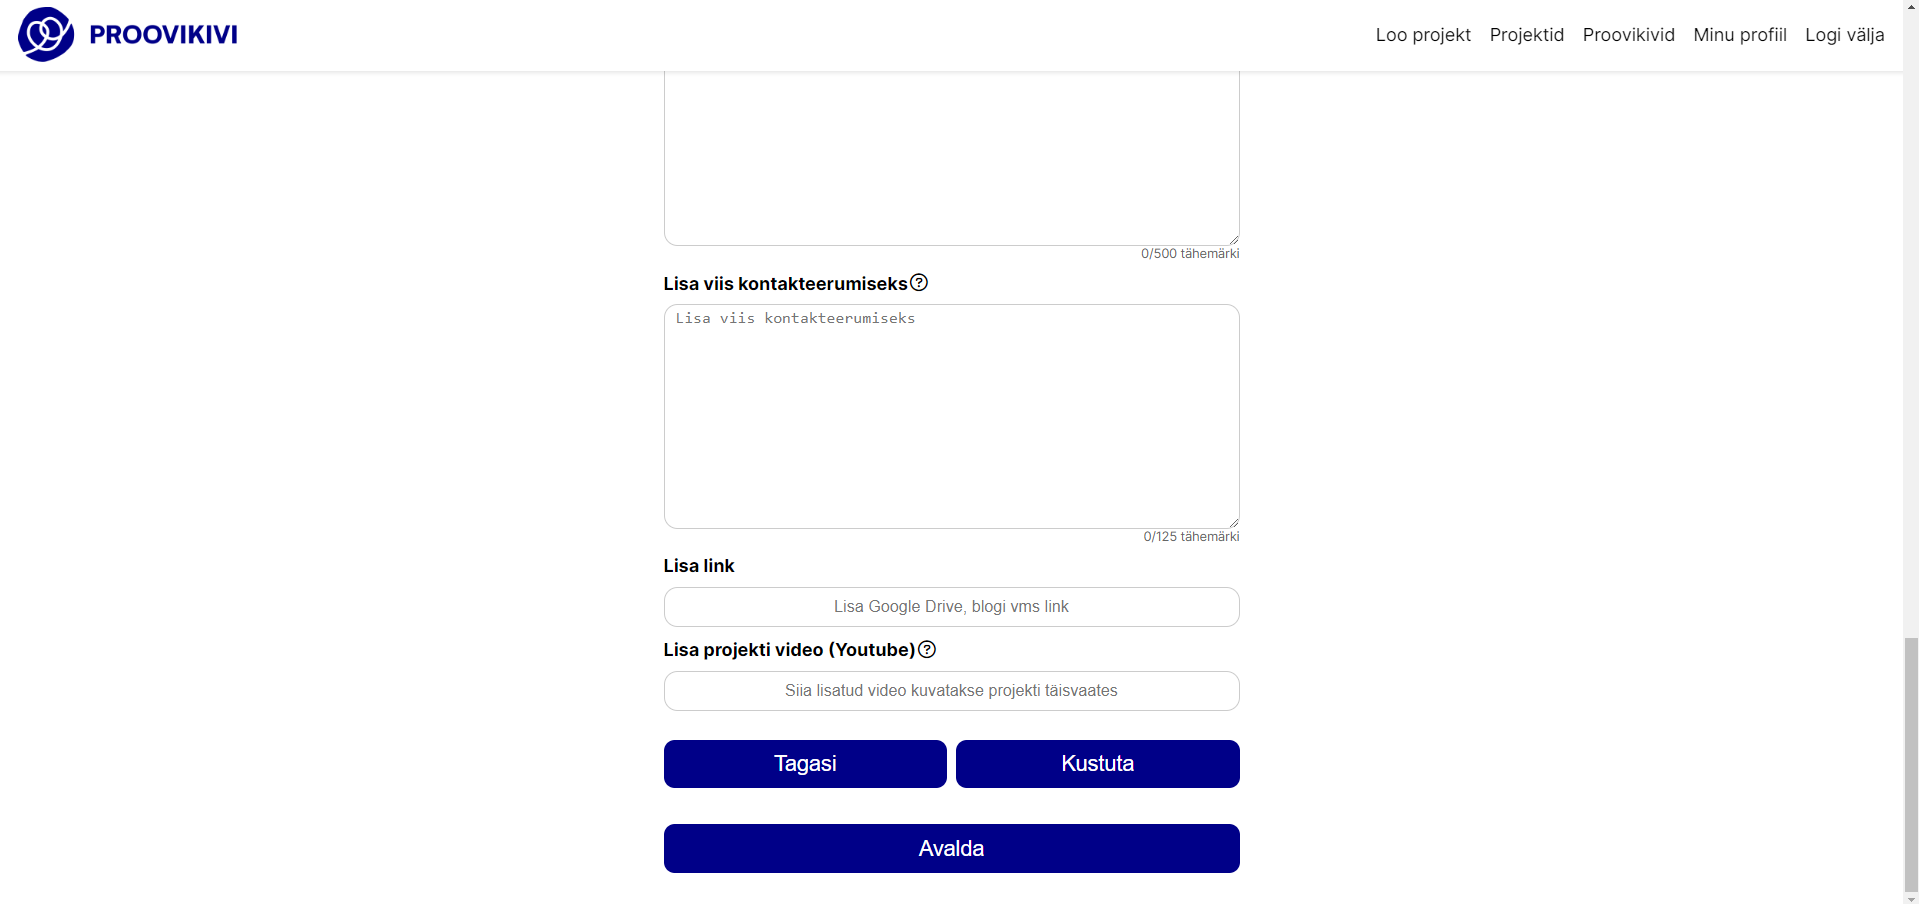 PROOVIKIVI
Loo projekt Projektid Proovikivid Minu profiil Logi välja
0/500 tähemärki
Lisa viis kontakteerumiseks
Lisa viis kontakteerumiseks
0/125 tähemärki
Lisa link
Lisa Google Drive, blogi vms link
Lisa projekti video (Youtube)
Siia lisatud video kuvatakse projekti täisvaates
Tagasi Kustuta
Avalda